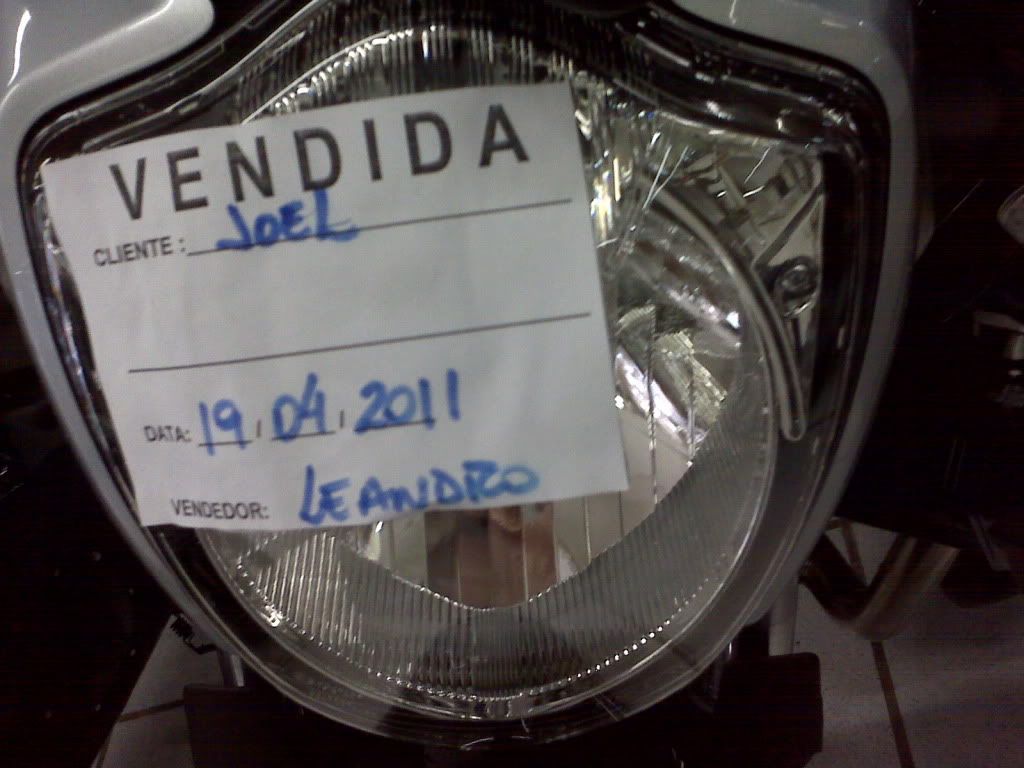 VENDIDA
CLIENTE: JOEL
DATA: 19/04/2011
VENDEDOR: LEANDRO